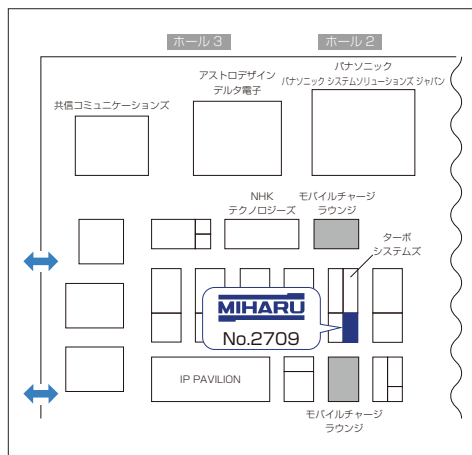 ホール 3
ホール 2
パナソニック
パナソニック システムソリューションズ ジャパン
アストロデザイン
デルタ電子
共信コミュニケーションズ
NHK
テクノロジーズ
モバイルチャージ
ラウンジ
ターボ
システムズ
MIHARU
No.2709
IP PAVILION
モバイルチャージ
ラウンジ